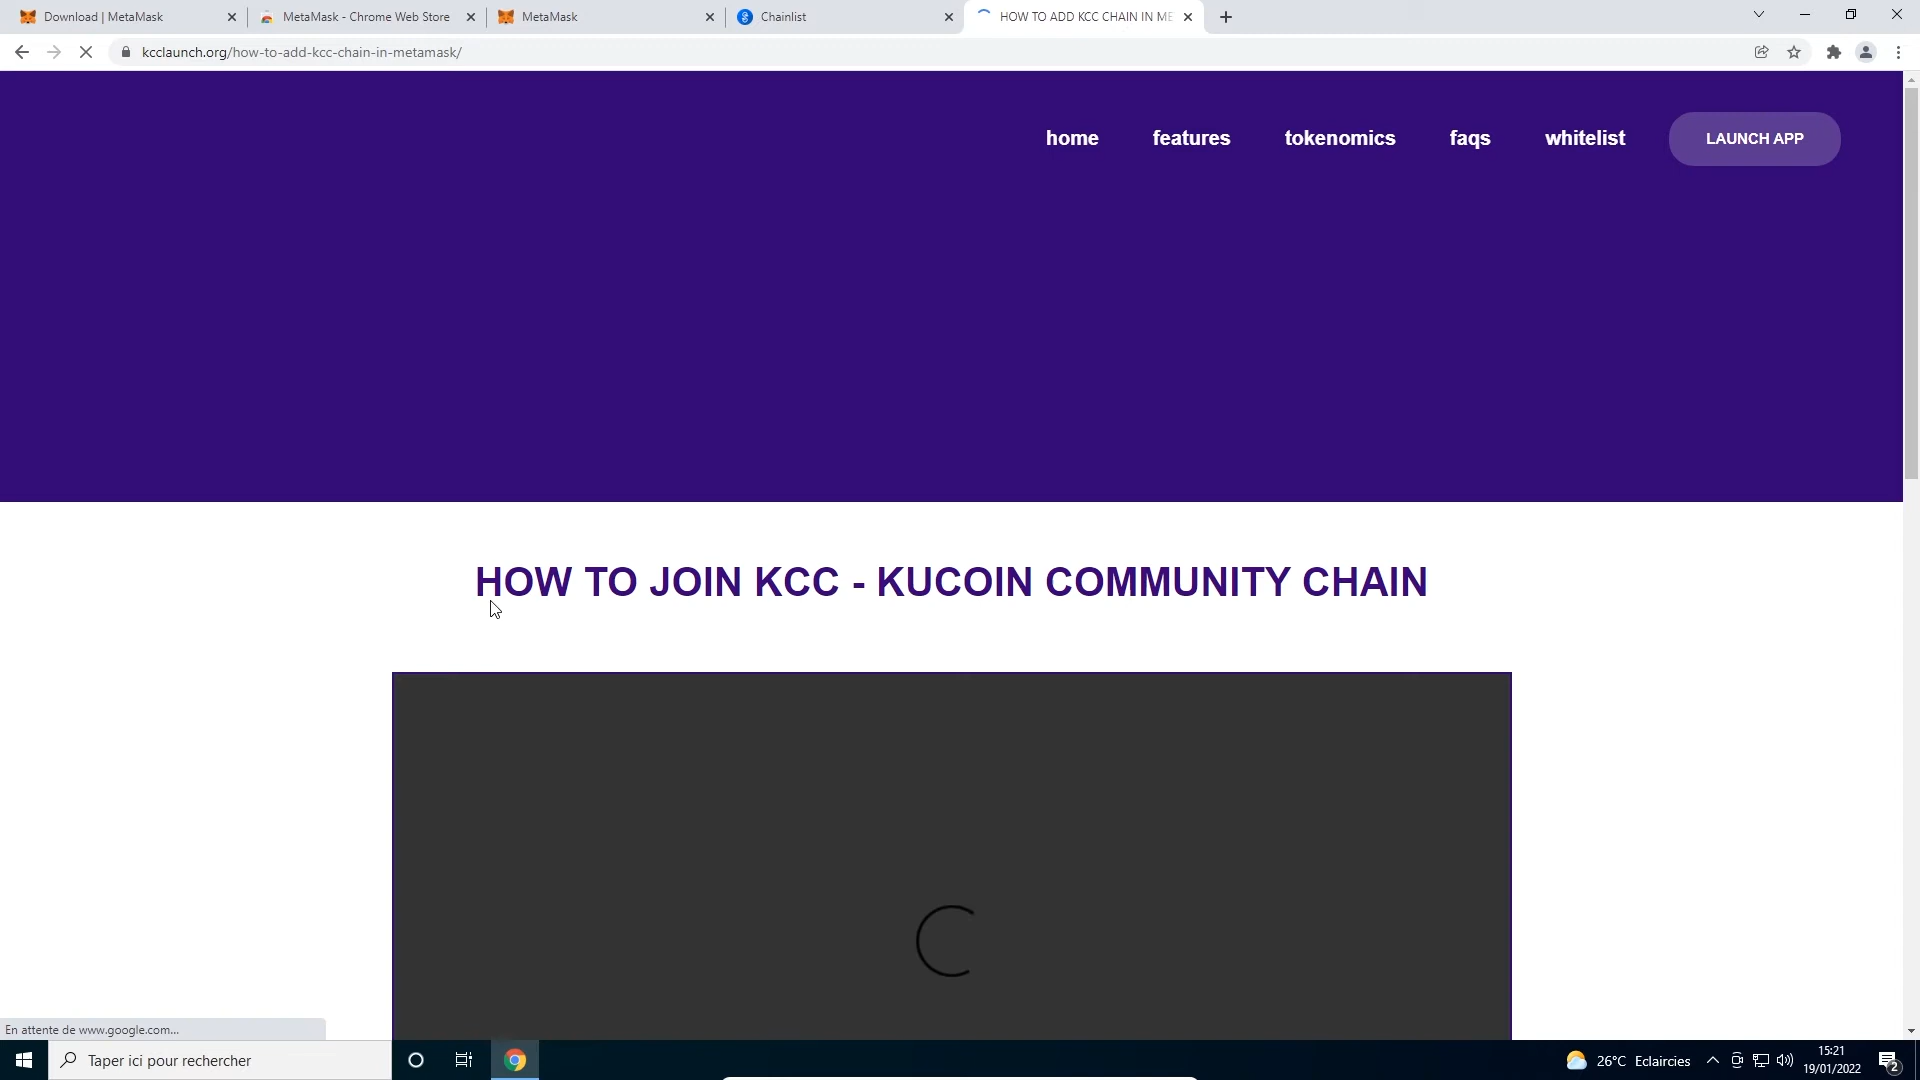 Download | MetaMask
MetaMask - Chrome Web Store
MetaMask
Chainlist
HOW TO ADD KCC CHAIN IN ME
kcclaunch.org/how-to-add-kcc-chain-in-metamask/
home features tokenomics faqs whitelist LAUNCH APP
HOW TO JOIN KCC - KUCOIN COMMUNITY CHAIN
En attente de www.google.com...
Taper ici pour rechercher
26°C Eclaircies
15:21
19/01/2022
2